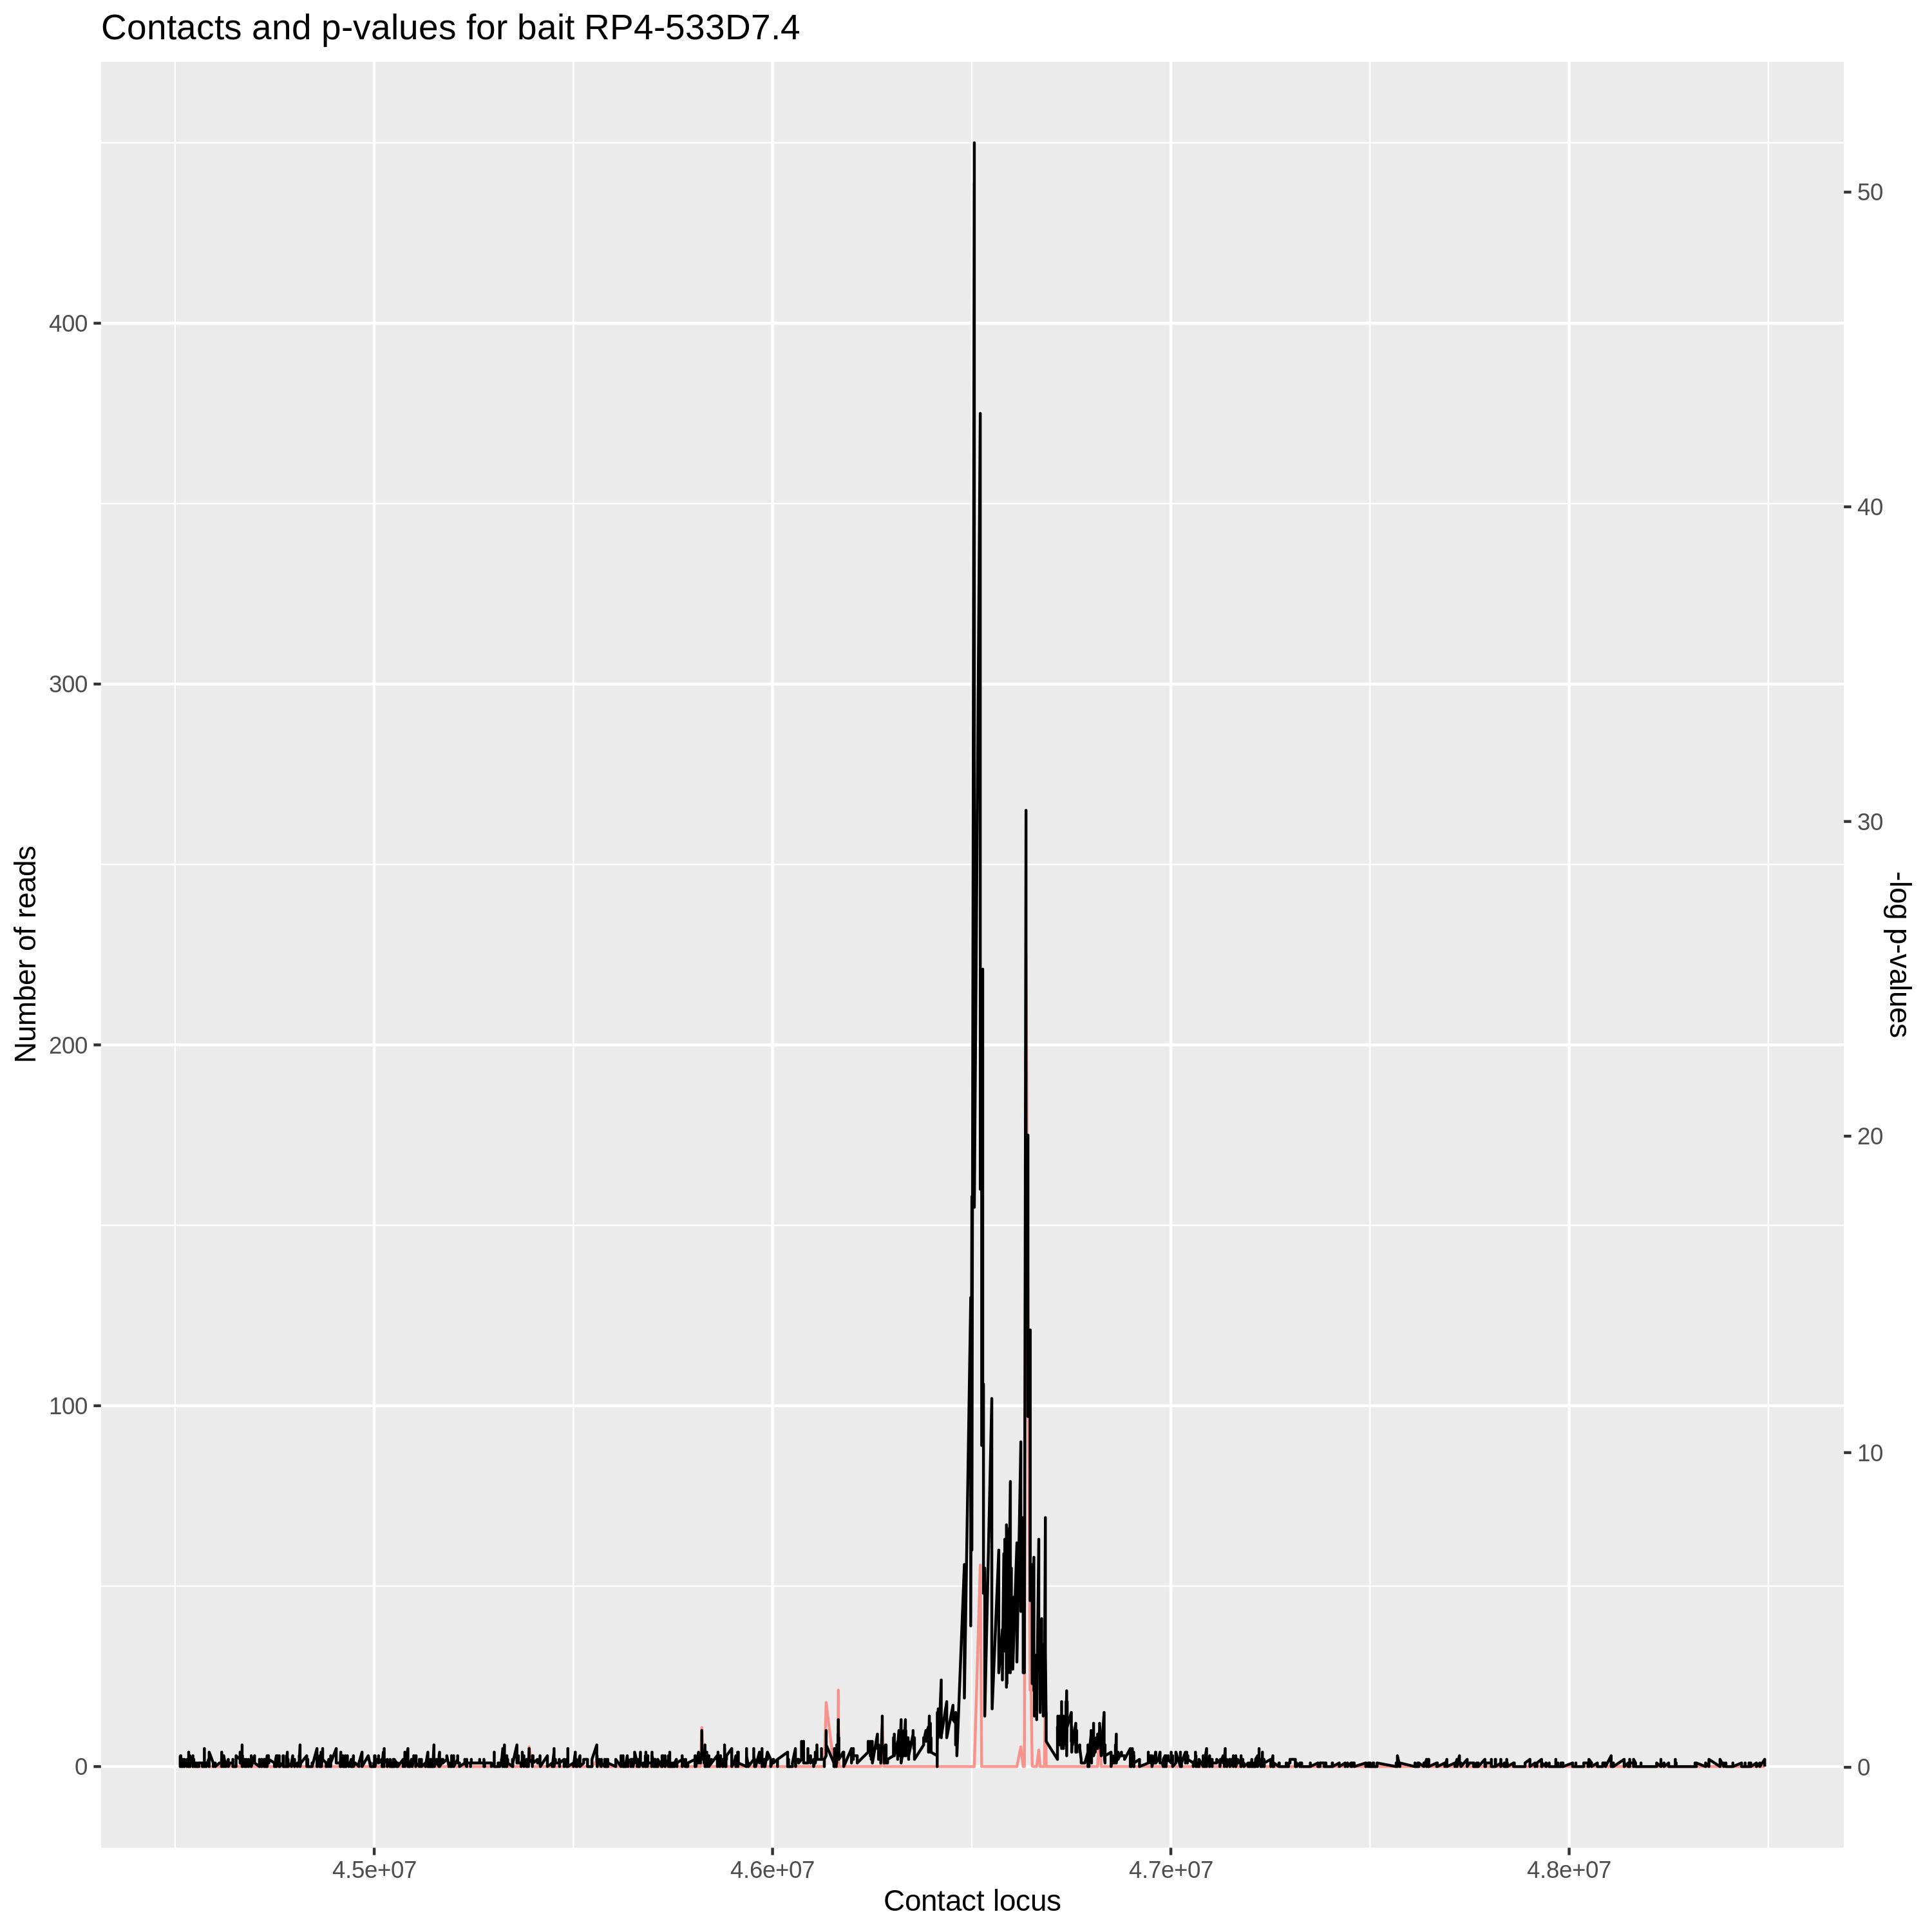 Contacts and p-values for bait RP4-533D7.4
Number of reads
400
300
200
100
0
50
40
30
20
10
0
-log p-values
4.5e+07 4.6e+07 4.7e+07 4.8e+07
Contact locus